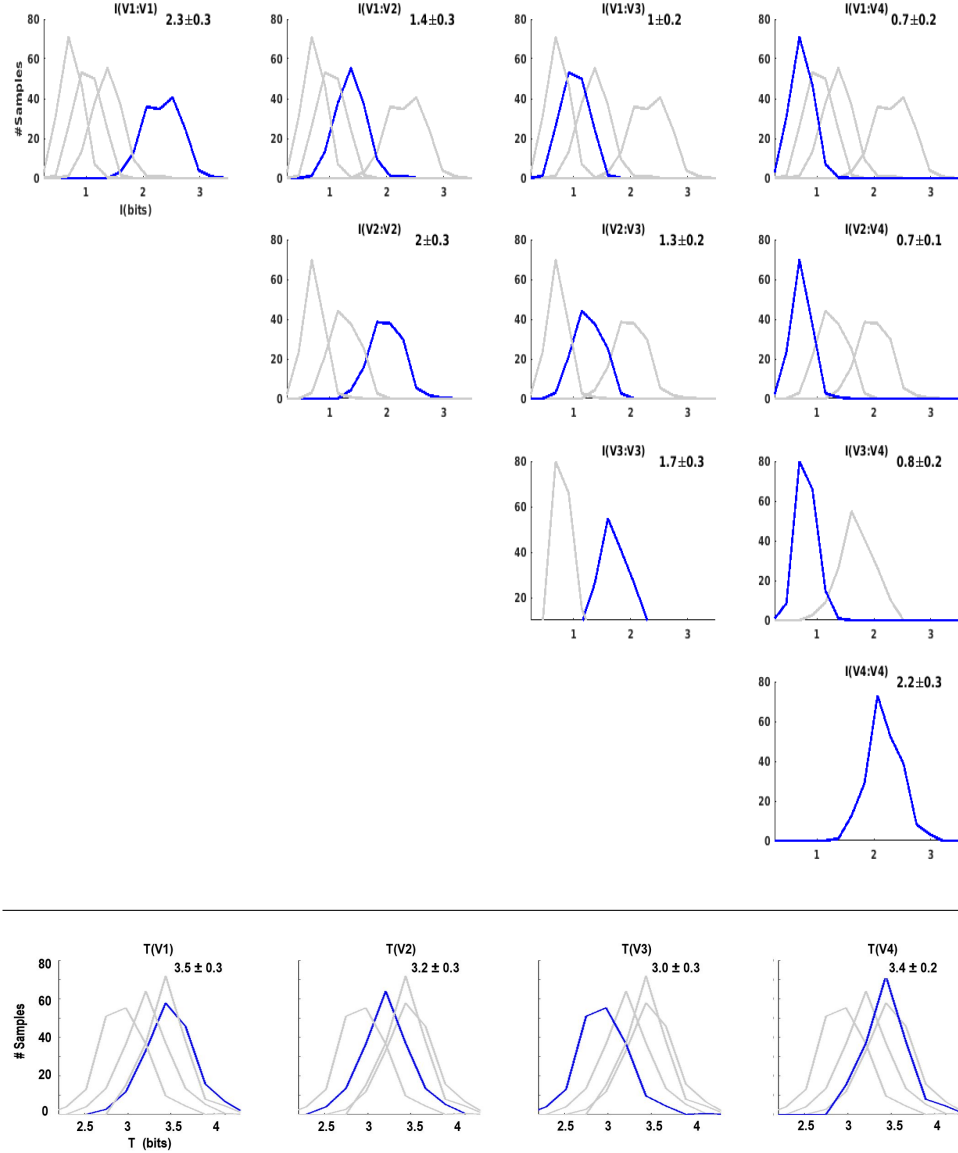 I(V1:V1) I(V1:V2) I(V1:V3) I(V1:V4)
80 2.3±0.3 80 1.4±0.3 80 1±0.2 80 0.7±0.2
60 60 60 60
40 40 40 40
20 20 20 20
0 0 0 0
#Samples
1 2 3 1 2 3 1 2 3 1 2 3
I(bits)
I(V2:V2) I(V2:V3) I(V2:V4)
80 2±0.3 80 1.3±0.2 80 0.7±0.1
60 60 60
40 40 40
20 20 20
0 0 0
1 2 3 1 2 3 1 2 3
I(V3:V3) I(V3:V4)
80 1.7±0.3 80 0.8±0.2
60 60
40 40
20 20
0
1 2 3 1 2 3
I(V4:V4)
80 2.2±0.3
60
40
20
0
1 2 3
T(V1) T(V2) T(V3) T(V4)
80 3.5 ± 0.3 3.2 ± 0.3 3.0 ± 0.3 3.4 ± 0.2
60
40
20
0
# Samples
2.5 3 3.5 4 2.5 3 3.5 4 2.5 3 3.5 4 2.5 3 3.5 4
T (bits)